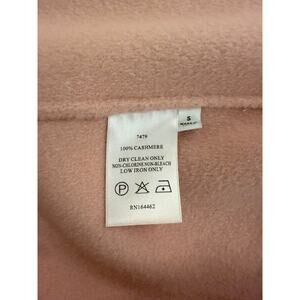 S
7479
100% CASHMERE
DRY CLEAN ONLY
NON-CHLORINE NON-BLEACH
LOW IRON ONLY
P
RN164462